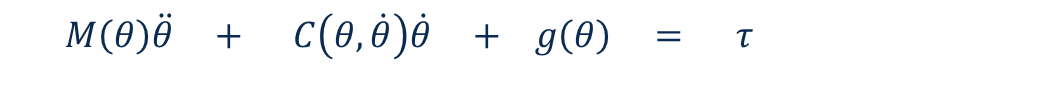 M(θ)θ̈ + C(θ, θ̇)θ̇ + g(θ) = τ